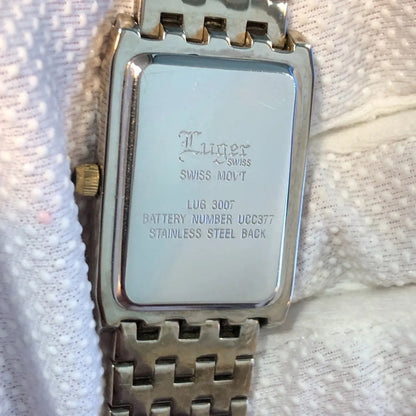 Luger
SWISS
SWISS MOVT
LUG 3007
BATTERY NUMBER UCC377
STAINLESS STEEL BACK